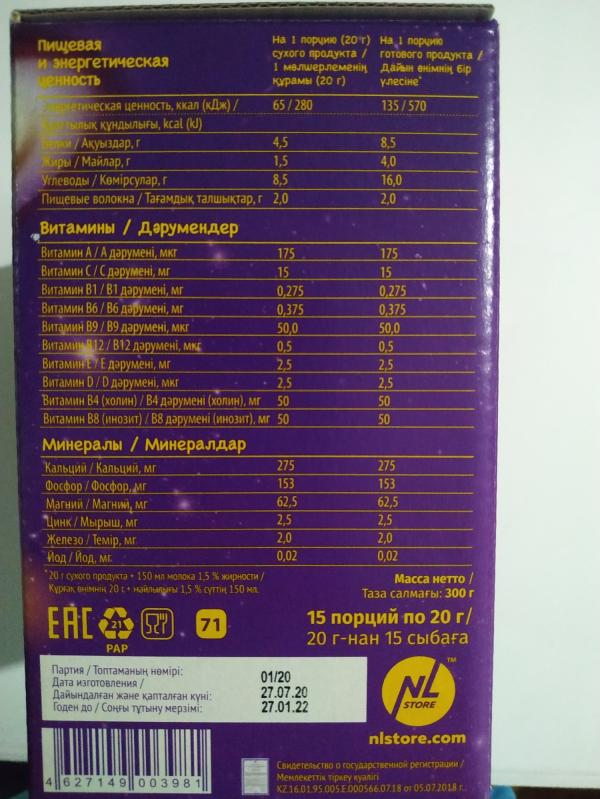 Пищевая
и энергетическая
ценность
На 1 порцию (20 г)
сухого продукта /
1 мөлшерлеменің
құрамы (20 г)
На 1 порцию
готового продукта /
Дайын өнімнің бір
үлесіне*
Энергетическая ценность, ккал (кДж) / 65 / 280 135 / 570
құндылығы, kcal (kJ)
Белки / Ақуыздар, г 4,5 8,5
Жиры / Майлар, г 1,5 4,0
Углеводы / Көмірсулар, г 8,5 16,0
Пищевые волокна / Тағамдық талшықтар, г 2,0 2,0
Витамины / Дәрумендер
Витамин А / А дәрумені, мкг 175 175
Витамин С / С дәрумені, мг 15 15
Витамин В1 / В1 дәрумені, мг 0,275 0,275
Витамин В6 / В6 дәрумені, мг 0,375 0,375
Витамин В9 / В9 дәрумені, мкг 50,0 50,0
Витамин В12 / В12 дәрумені, мкг 0,5 0,5
Витамин Е / Е дәрумені, мг 2,5 2,5
Витамин D / D дәрумені, мкг 2,5 2,5
Витамин В4 (холин) / В4 дәрумені (холин), мг 50 50
Витамин В8 (инозит) / В8 дәрумені (инозит), мг 50 50
Минералы / Минералдар
Кальций / Кальций, мг 275 275
Фосфор / Фосфор, мг 153 153
Магний / Магний, мг 62,5 62,5
Цинк / Мырыш, мг 2,5 2,5
Железо / Темір, мг 2,0 2,0
Йод / Йод, мг 0,02 0,02
*20 г сухого продукта + 150 мл молока 1,5 % жирности /
Құрғақ өнімнің 20 г + майлылығы 1,5 % сүттің 150 мл.
Масса нетто /
Таза салмағы: 300 г
EAC 21 PAP 71
15 порций по 20 г/
20 г-нан 15 сыбаға
Партия / Топтаманың нөмірі: 01/20
Дата изготовления /
Дайындалған және қапталған күні: 27.07.20
Годен до / Соңғы тұтыну мерзімі: 27.01.22
NL
STORE
™
nlstore.com
4 627149 003981
Свидетельство о государственной регистрации /
Мемлекеттік тіркеу куәлігі
KZ.16.01.95.005.E.000566.07.18 от 05.07.2018 г.